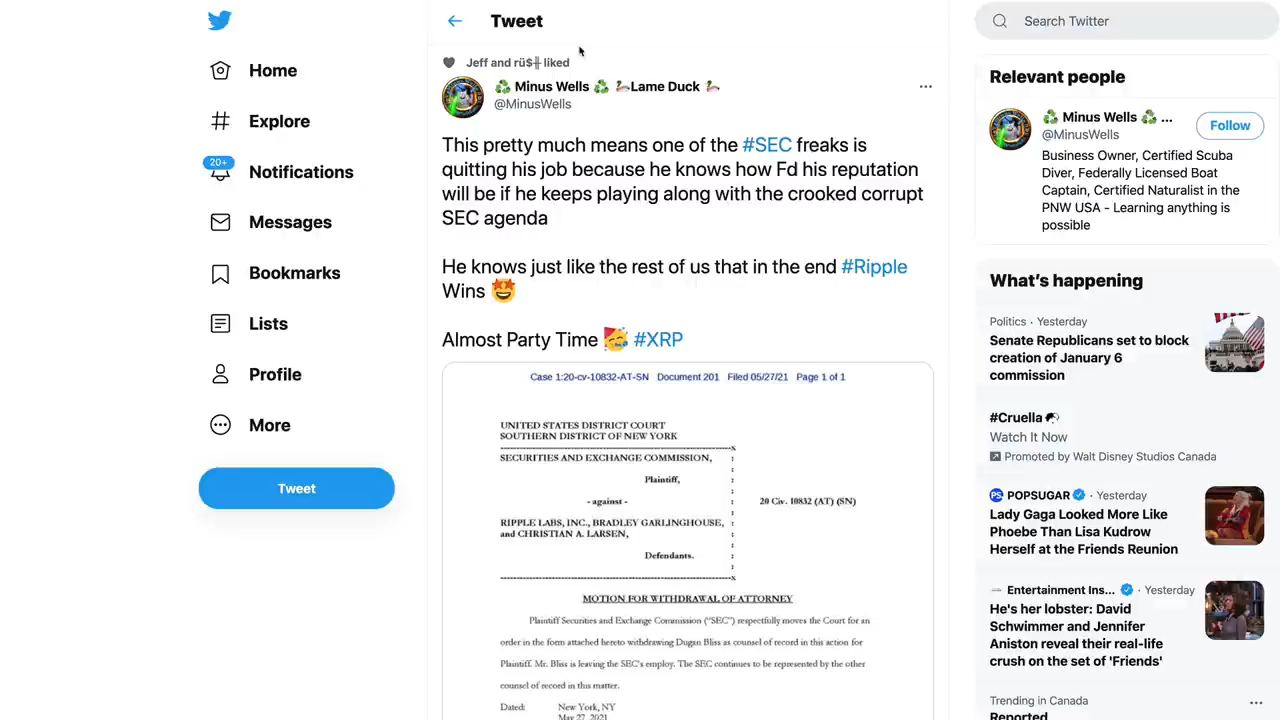 Tweet
Search Twitter
Jeff and rü$╫ liked
♻️ Minus Wells ♻️ 🦆Lame Duck 🦆
@MinusWells
This pretty much means one of the #SEC freaks is
quitting his job because he knows how Fd his reputation
will be if he keeps playing along with the crooked corrupt
SEC agenda
He knows just like the rest of us that in the end #Ripple
Wins 🤩
Almost Party Time 🥳 #XRP
Case 1:20-cv-10832-AT-SN Document 201 Filed 05/27/21 Page 1 of 1
UNITED STATES DISTRICT COURT
SOUTHERN DISTRICT OF NEW YORK
SECURITIES AND EXCHANGE COMMISSION,
Plaintiff,
- against -
20 Civ. 10832 (AT) (SN)
RIPPLE LABS, INC., BRADLEY GARLINGHOUSE,
and CHRISTIAN A. LARSEN,
Defendants.
MOTION FOR WITHDRAWAL OF ATTORNEY
Plaintiff Securities and Exchange Commission ("SEC") respectfully moves the Court for an
order in the form attached hereto withdrawing Dugan Bliss as counsel of record in this action for
Plaintiff. Mr. Bliss is leaving the SEC's employ. The SEC continues to be represented by the other
counsel of record in this matter.
Dated: New York, NY
May 27, 2021
Home
Explore
20+
Notifications
Messages
Bookmarks
Lists
Profile
More
Tweet
Relevant people
♻️ Minus Wells ♻️ ...
@MinusWells
Follow
Business Owner, Certified Scuba
Diver, Federally Licensed Boat
Captain, Certified Naturalist in the
PNW USA - Learning anything is
possible
What's happening
Politics · Yesterday
Senate Republicans set to block
creation of January 6
commission
#Cruella
Watch It Now
Promoted by Walt Disney Studios Canada
PS POPSUGAR · Yesterday
Lady Gaga Looked More Like
Phoebe Than Lisa Kudrow
Herself at the Friends Reunion
Entertainment Ins... · Yesterday
He's her lobster: David
Schwimmer and Jennifer
Aniston reveal their real-life
crush on the set of 'Friends'
Trending in Canada
Reported